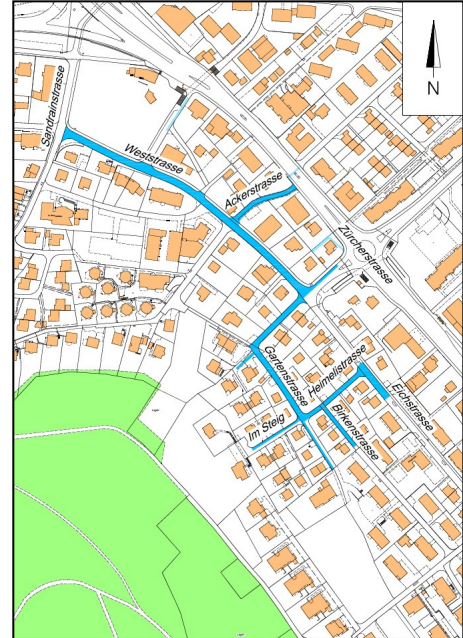 N
Sandrainstrasse
Weststrasse
Ackerstrasse
Zürcherstrasse
Gartenstrasse
Heimelistrasse
Eichstrasse
Birkenstrasse
Im Steig